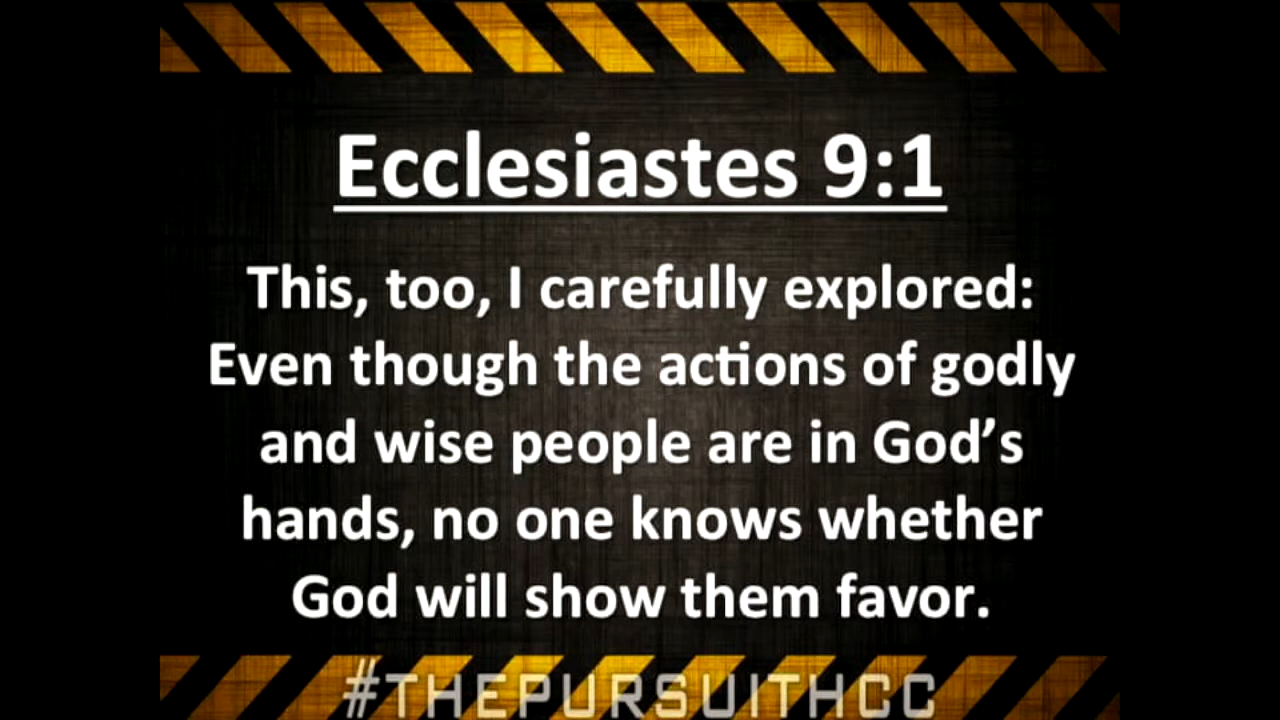 Ecclesiastes 9:1
This, too, I carefully explored:
Even though the actions of godly
and wise people are in God’s
hands, no one knows whether
God will show them favor.
#THEPURSUITHCC